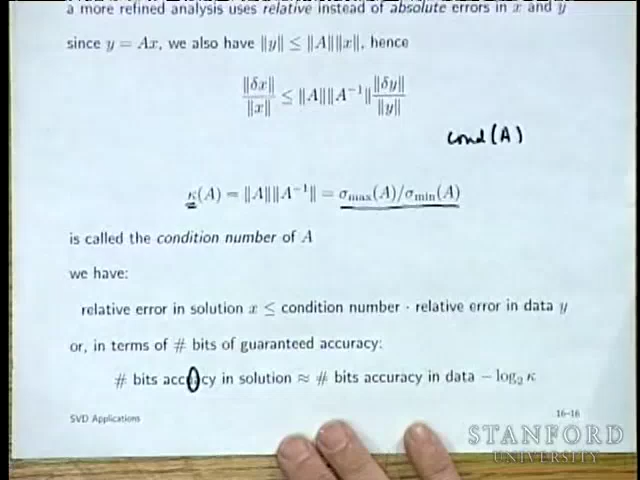 a more refined analysis uses relative instead of absolute errors in x and y
since y = Ax, we also have ‖y‖ ≤ ‖A‖‖x‖, hence
‖δx‖/‖x‖ ≤ ‖A‖‖A⁻¹‖ ‖δy‖/‖y‖
cond(A)
κ(A) = ‖A‖‖A⁻¹‖ = σmax(A)/σmin(A)
is called the condition number of A
we have:
relative error in solution x ≤ condition number · relative error in data y
or, in terms of # bits of guaranteed accuracy:
# bits accuracy in solution ≈ # bits accuracy in data − log₂ κ
SVD Applications
16–16
STANFORD
UNIVERSITY